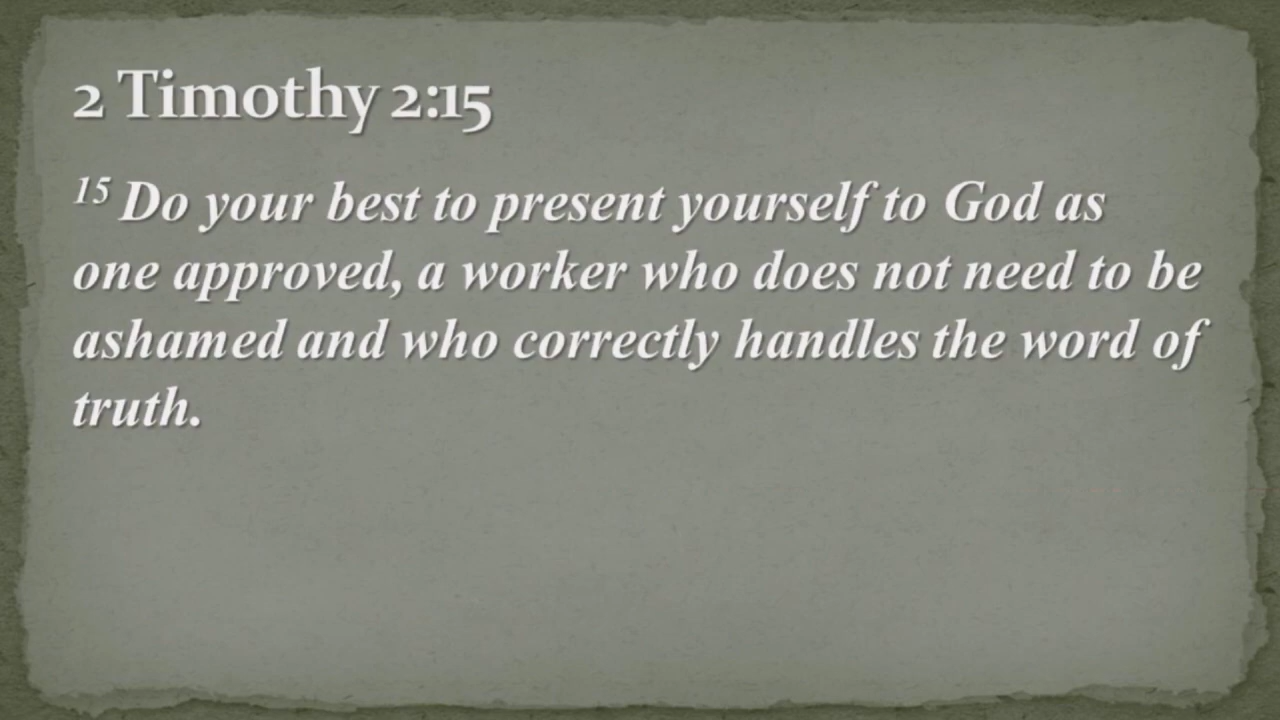 2 Timothy 2:15
15 Do your best to present yourself to God as
one approved, a worker who does not need to be
ashamed and who correctly handles the word of
truth.